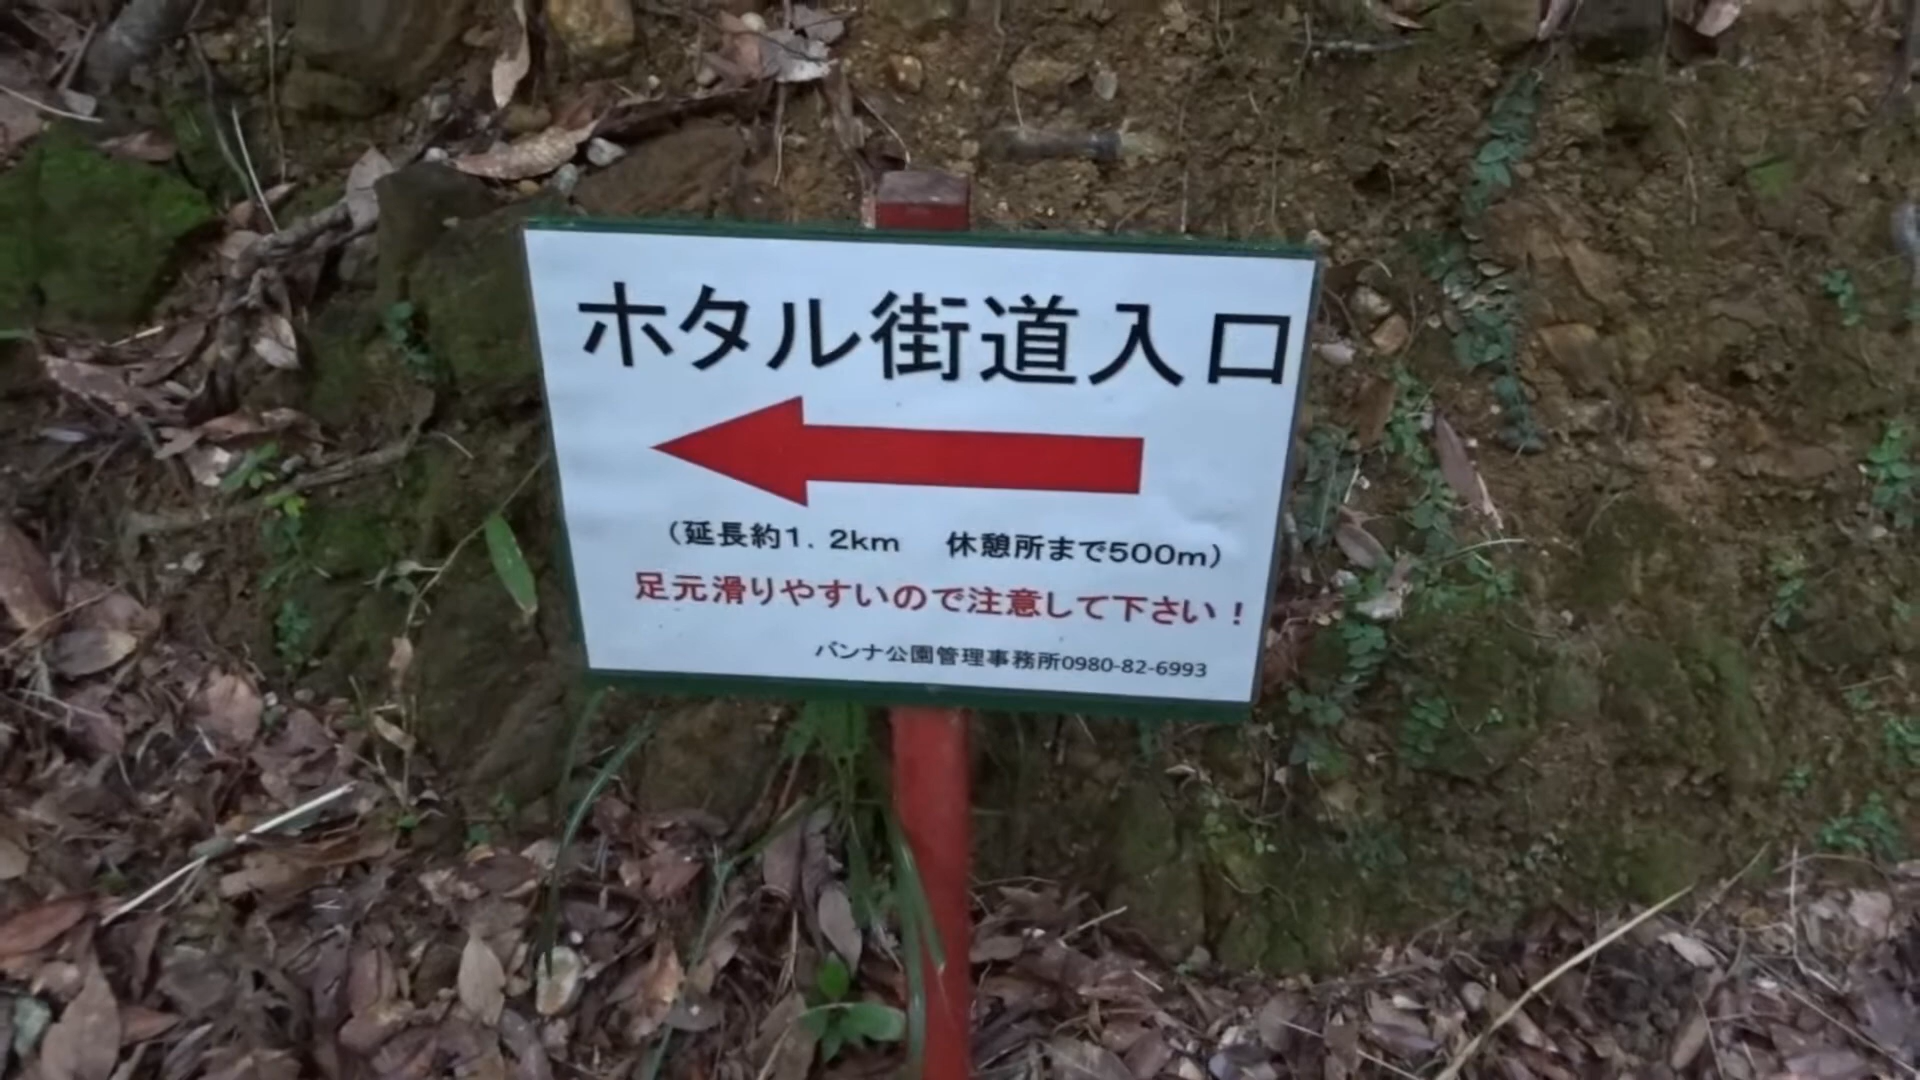 ホタル街道入口
（延長約1．2km　休憩所まで500m）
足元滑りやすいので注意して下さい！
バンナ公園管理事務所0980-82-6993